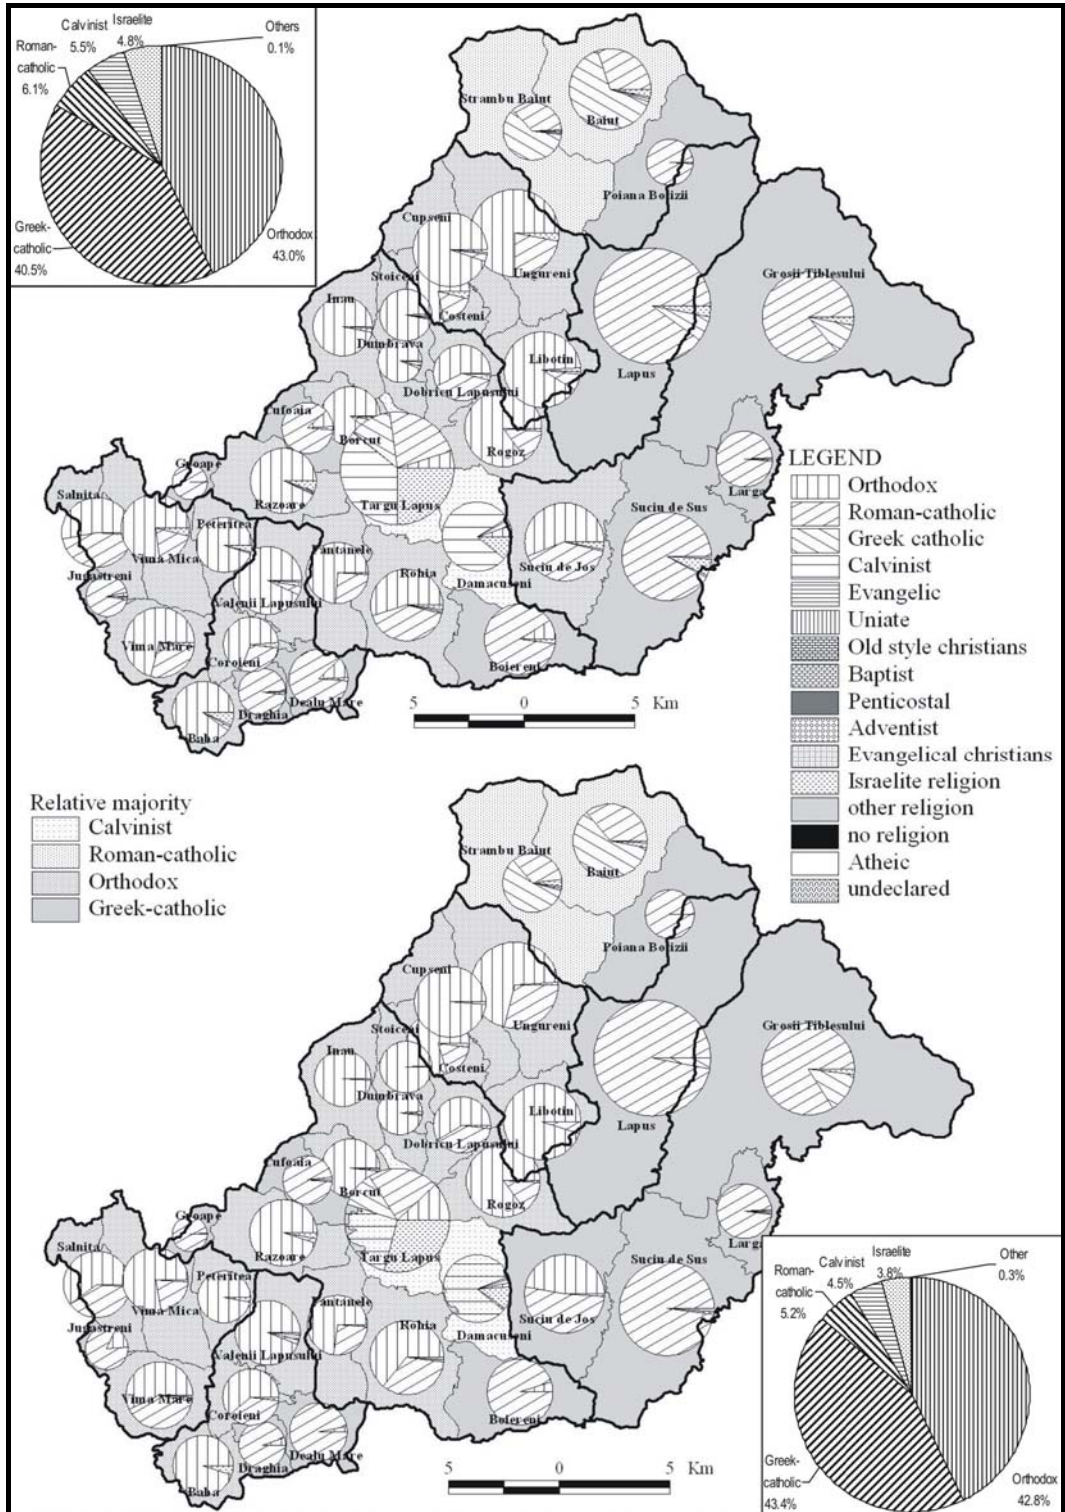 Calvinist
5.5%
Israelite
4.8%
Others
0.1%
Roman-
catholic
6.1%
Greek-
catholic
40.5%
Orthodox
43.0%
Strambu Baiut
Baiut
Poiana Botizii
Cupseni
Ungureni
Stoiceni
Costeni
Grosii Tiblesului
Inau
Dumbrava
Libotin
Lapus
Dobricu Lapusului
Cufoaia
Borcut
Rogoz
Groape
Razoare
Targu Lapus
Larga
Salnita
Peteritea
Vima Mica
Suciu de Sus
Fantanele
Rohia
Suciu de Jos
Jugastreni
Valenii Lapusului
Damacuseni
Vima Mare
Coroieni
Boiereni
Draghia
Dealu Mare
Baba
5 0 5 Km
LEGEND
Orthodox
Roman-catholic
Greek catholic
Calvinist
Evangelic
Uniate
Old style christians
Baptist
Penticostal
Adventist
Evangelical christians
Israelite religion
other religion
no religion
Atheic
undeclared
Relative majority
Calvinist
Roman-catholic
Orthodox
Greek-catholic
Strambu Baiut
Baiut
Poiana Botizii
Cupseni
Ungureni
Stoiceni
Costeni
Grosii Tiblesului
Inau
Dumbrava
Libotin
Lapus
Dobricu Lapusului
Cufoaia
Borcut
Rogoz
Groape
Razoare
Targu Lapus
Larga
Salnita
Peteritea
Vima Mica
Suciu de Sus
Fantanele
Rohia
Suciu de Jos
Jugastreni
Valenii Lapusului
Damacuseni
Vima Mare
Coroieni
Boiereni
Draghia
Dealu Mare
Baba
5 0 5 Km
Roman-
catholic
5.2%
Calvinist
4.5%
Israelite
3.8%
Other
0.3%
Greek-
catholic
43.4%
Orthodox
42.8%